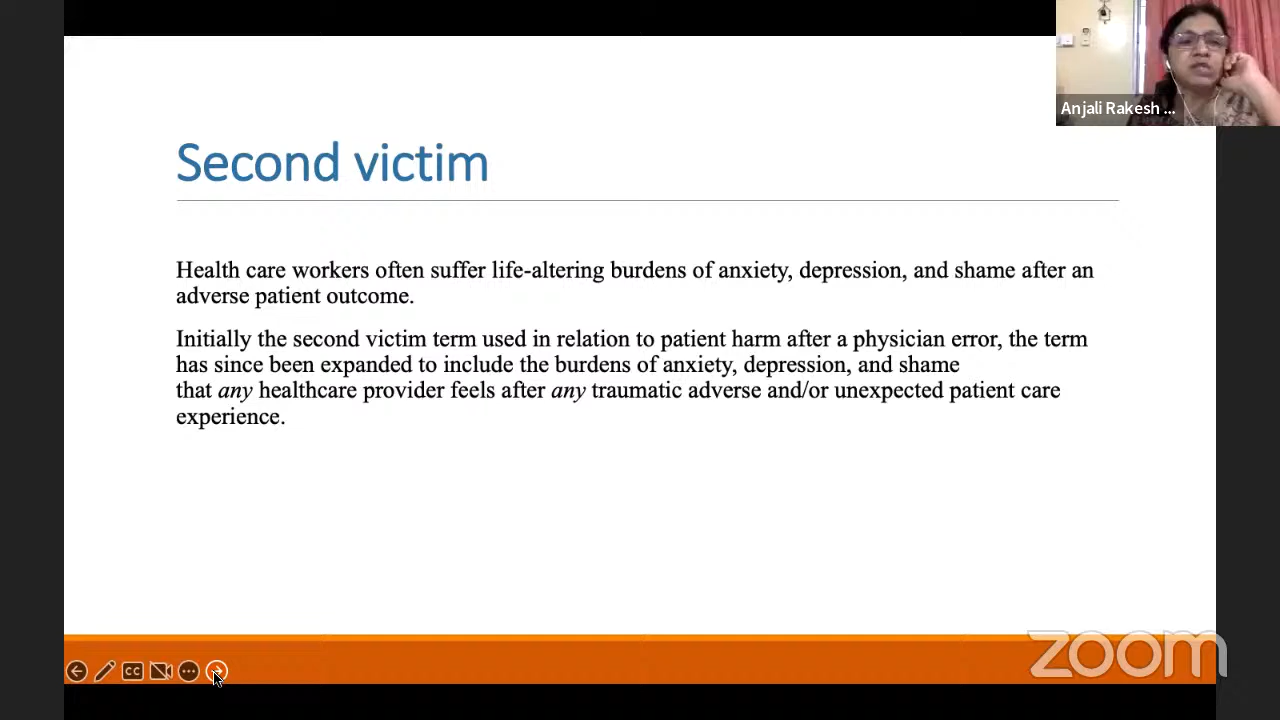 Anjali Rakesh ...
Second victim
Health care workers often suffer life-altering burdens of anxiety, depression, and shame after an
adverse patient outcome.
Initially the second victim term used in relation to patient harm after a physician error, the term
has since been expanded to include the burdens of anxiety, depression, and shame
that any healthcare provider feels after any traumatic adverse and/or unexpected patient care
experience.
CC
zoom